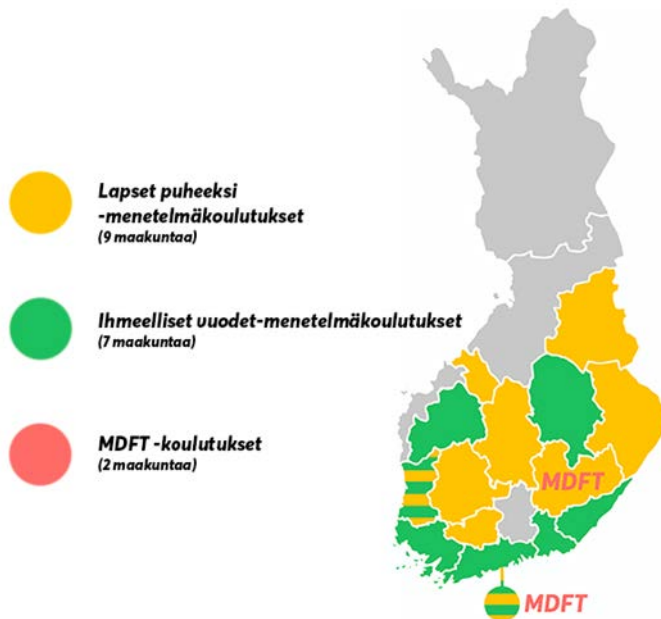 Lapset puheeksi
-menetelmäkoulutukset
(9 maakuntaa)
Ihmeelliset vuodet-menetelmäkoulutukset
(7 maakuntaa)
MDFT -koulutukset
(2 maakuntaa)
MDFT
MDFT